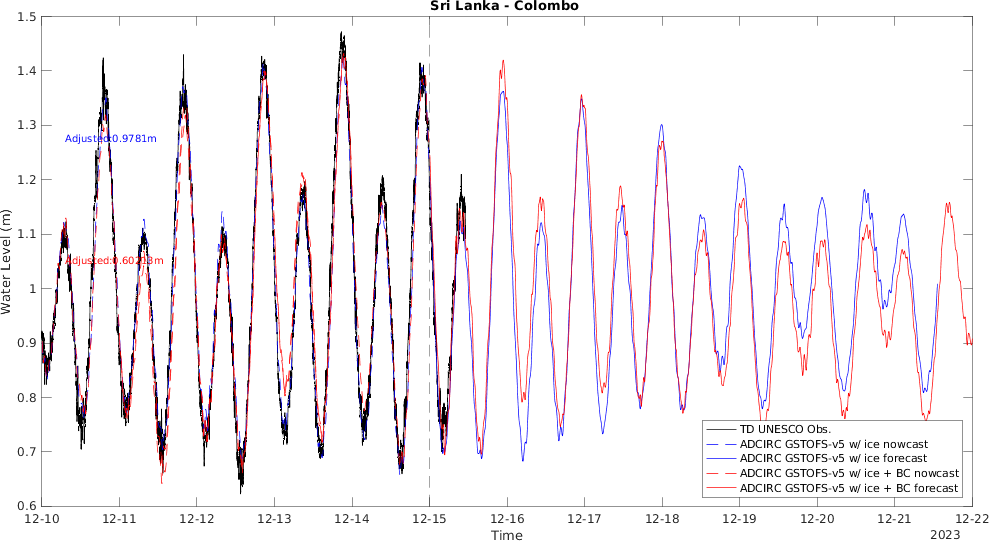 Sri Lanka - Colombo
1.5
1.4
1.3
1.2
1.1
1
0.9
0.8
0.7
0.6
Water Level (m)
Adjusted:0.9781m
TD UNESCO Obs.
ADCIRC GSTOFS-v5 w/ ice nowcast
ADCIRC GSTOFS-v5 w/ ice forecast
ADCIRC GSTOFS-v5 w/ ice + BC nowcast
ADCIRC GSTOFS-v5 w/ ice + BC forecast
12-10 12-11 12-12 12-13 12-14 12-15 12-16 12-17 12-18 12-19 12-20 12-21 12-22
Time
2023